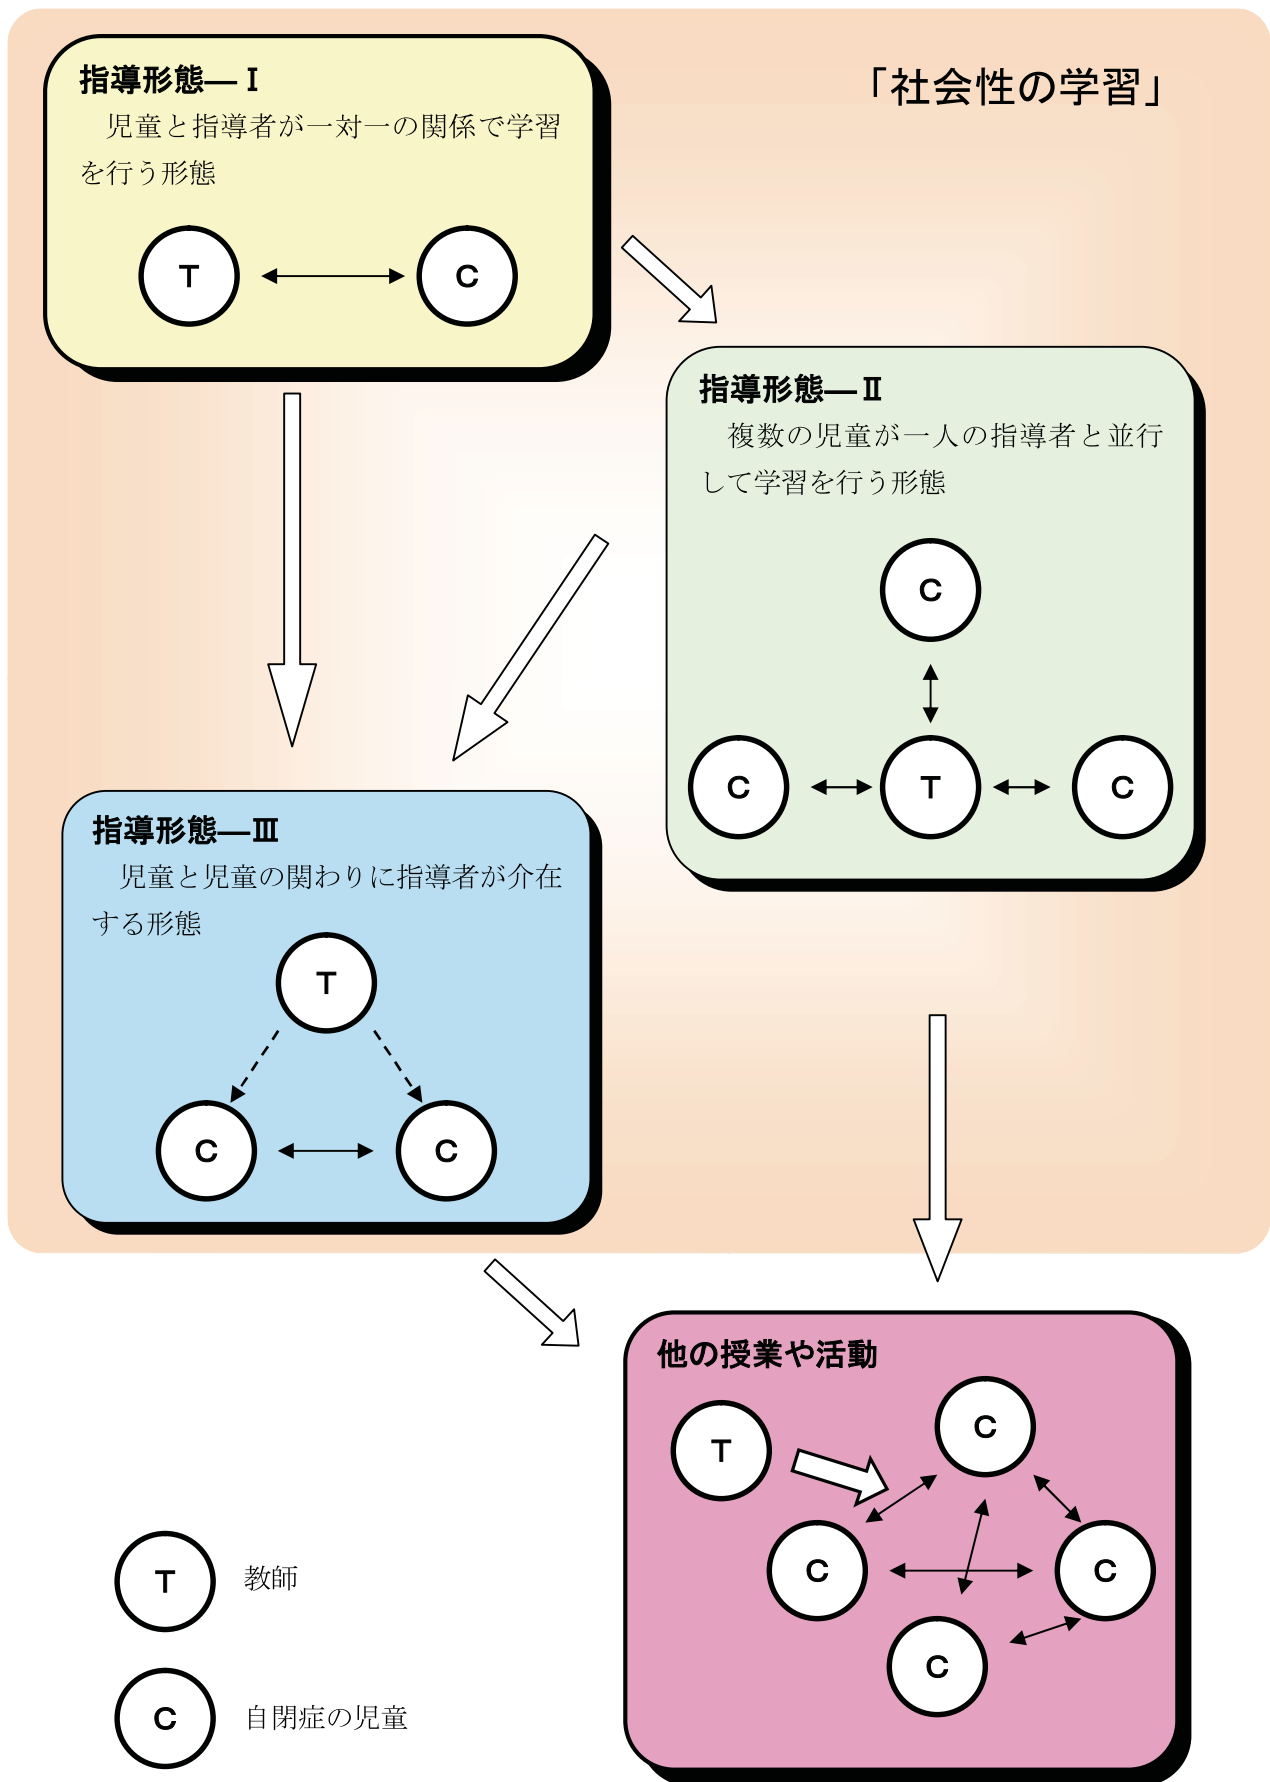 「社会性の学習」
指導形態―Ⅰ
児童と指導者が一対一の関係で学習
を行う形態
T
C
指導形態―Ⅱ
複数の児童が一人の指導者と並行
して学習を行う形態
C
C
T
C
指導形態―Ⅲ
児童と児童の関わりに指導者が介在
する形態
T
C
C
他の授業や活動
C
T
C
C
C
T 教師
C 自閉症の児童